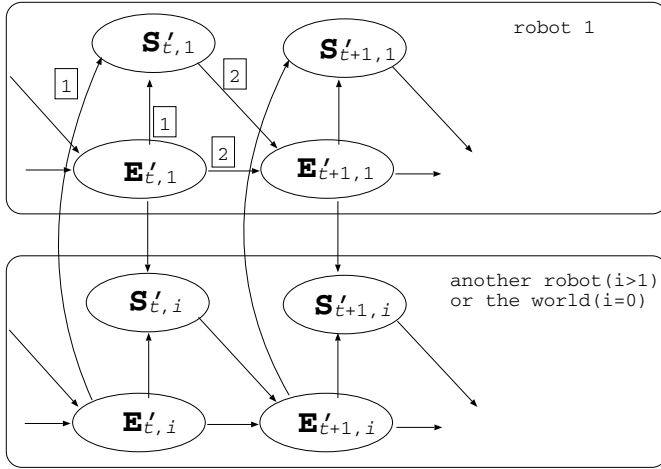 robot 1
S′t,1
S′t+1,1
1
2
1
2
E′t,1
E′t+1,1
another robot(i>1)
or the world(i=0)
S′t,i
S′t+1,i
E′t,i
E′t+1,i